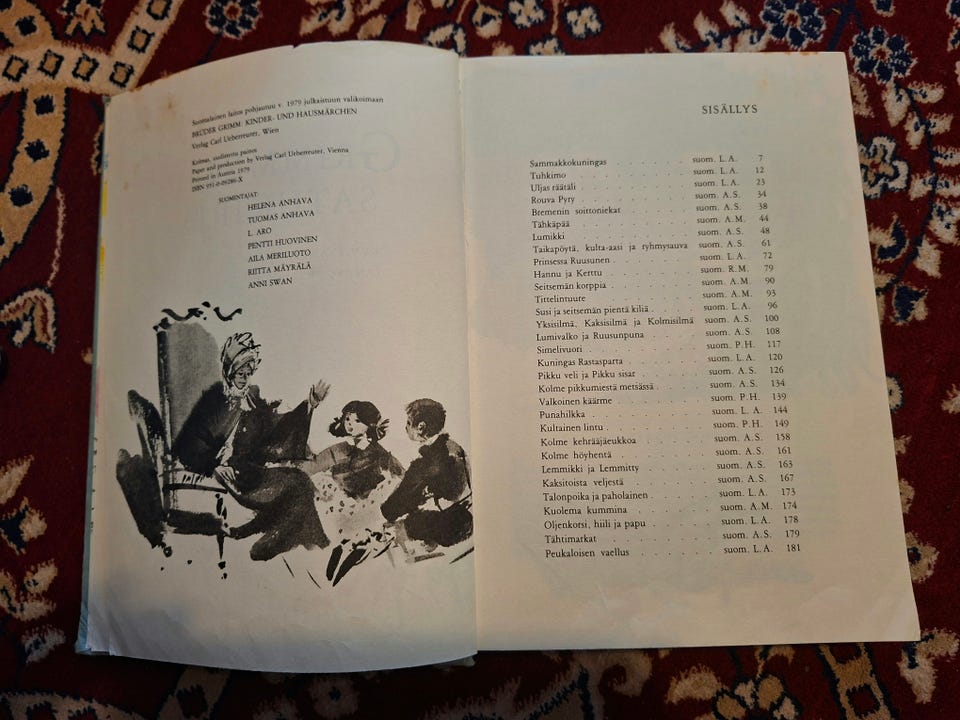 Suomalainen laitos pohjautuu v. 1979 julkaistuun valikoimaan
BRÜDER GRIMM: KINDER- UND HAUSMÄRCHEN
Verlag Carl Ueberreuter, Wien
Kolmas, uudistettu painos
Paper and production by Verlag Carl Ueberreuter, Vienna
Printed in Austria 1979
ISBN 951-0-09286-X
SUOMENTAJAT:
HELENA ANHAVA
TUOMAS ANHAVA
L. ARO
PENTTI HUOVINEN
AILA MERILUOTO
RIITTA MÄYRÄLÄ
ANNI SWAN
SISÄLLYS
Sammakkokuningas . . . . . . . suom. L.A. 7
Tuhkimo . . . . . . . . . . suom. L.A. 12
Uljas räätäli . . . . . . . . . suom. L.A. 23
Rouva Pyry . . . . . . . . . suom. A.S. 34
Bremenin soittoniekat . . . . . . suom. A.S. 38
Tähkäpää . . . . . . . . . . suom. A.M. 44
Lumikki . . . . . . . . . . suom. A.S. 48
Taikapöytä, kulta-aasi ja ryhmysauva suom. A.S. 61
Prinsessa Ruusunen . . . . . . . suom. L.A. 72
Hannu ja Kerttu . . . . . . . . suom. R.M. 79
Seitsemän korppia . . . . . . . suom. A.M. 90
Tittelintuure . . . . . . . . . suom. A.M. 93
Susi ja seitsemän pientä kiliä . . . . suom. L.A. 96
Yksisilmä, Kaksisilmä ja Kolmisilmä suom. A.S. 100
Lumivalko ja Ruusunpuna . . . . . suom. A.S. 108
Simelivuori . . . . . . . . . suom. P.H. 117
Kuningas Rastasparta . . . . . . suom. L.A. 120
Pikku veli ja Pikku sisar . . . . . suom. A.S. 126
Kolme pikkumiestä metsässä . . . . suom. A.S. 134
Valkoinen käärme . . . . . . . suom. P.H. 139
Punahilkka . . . . . . . . . suom. L.A. 144
Kultainen lintu . . . . . . . . suom. P.H. 149
Kolme kehrääjäeukkoa . . . . . . suom. A.S. 158
Kolme höyhentä . . . . . . . . suom. A.S. 161
Lemmikki ja Lemmitty . . . . . . suom. A.S. 163
Kaksitoista veljestä . . . . . . . suom. A.S. 167
Talonpoika ja paholainen . . . . . suom. L.A. 173
Kuolema kummina . . . . . . . suom. A.M. 174
Oljenkorsi, hiili ja papu . . . . . suom. L.A. 178
Tähtimarkat . . . . . . . . . suom. A.S. 179
Peukaloisen vaellus . . . . . . . suom. L.A. 181